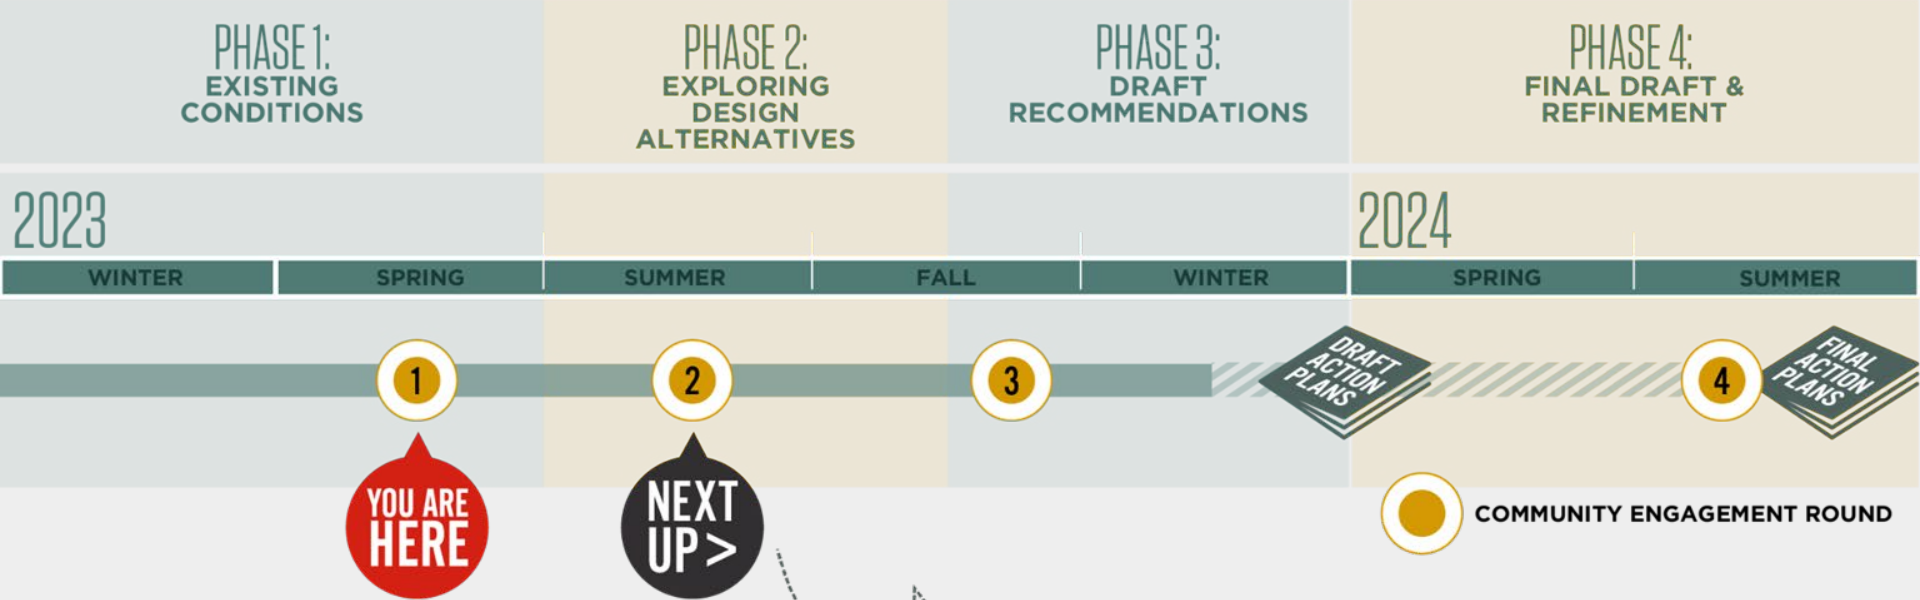 PHASE 1:
EXISTING
CONDITIONS
PHASE 2:
EXPLORING
DESIGN
ALTERNATIVES
PHASE 3:
DRAFT
RECOMMENDATIONS
PHASE 4:
FINAL DRAFT &
REFINEMENT
2023
2024
WINTER
SPRING
SUMMER
FALL
WINTER
SPRING
SUMMER
1
2
3
DRAFT
ACTION
PLANS
4
FINAL
ACTION
PLANS
YOU ARE
HERE
NEXT
UP >
COMMUNITY ENGAGEMENT ROUND